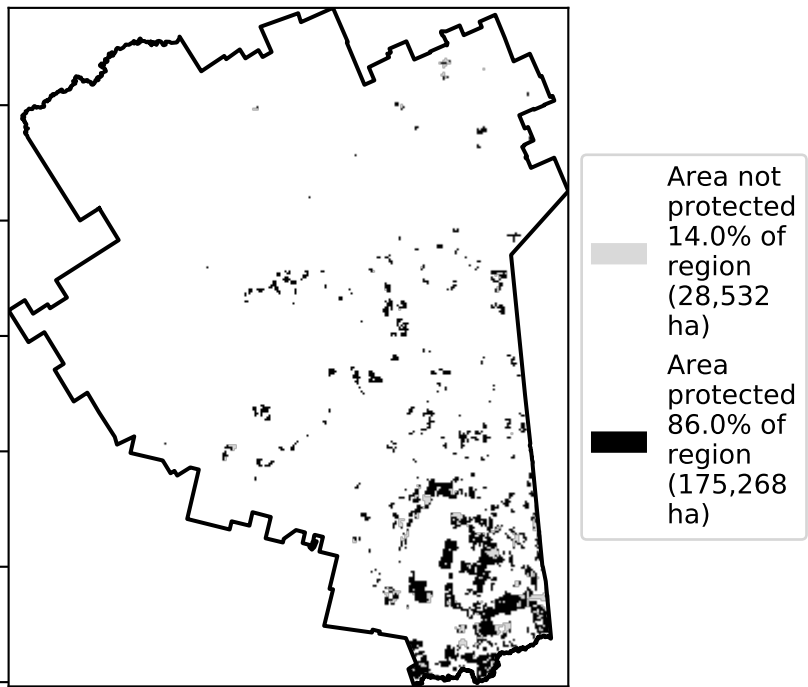 Area not
protected
14.0% of
region
(28,532
ha)
Area
protected
86.0% of
region
(175,268
ha)